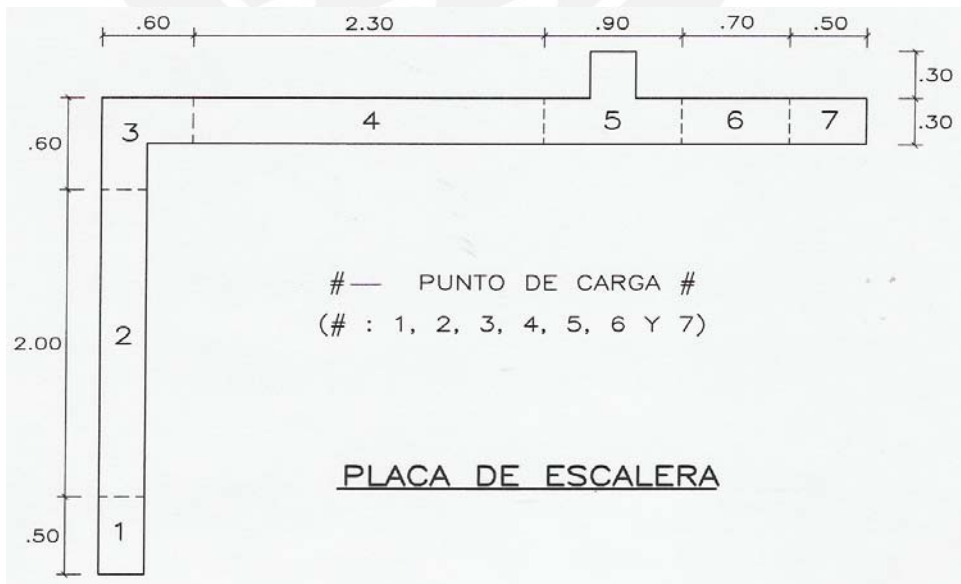 .60 2.30 .90 .70 .50
.30
.30
.60
3 4 5 6 7
#— PUNTO DE CARGA #
(# : 1, 2, 3, 4, 5, 6 Y 7)
2.00
2
PLACA DE ESCALERA
.50
1